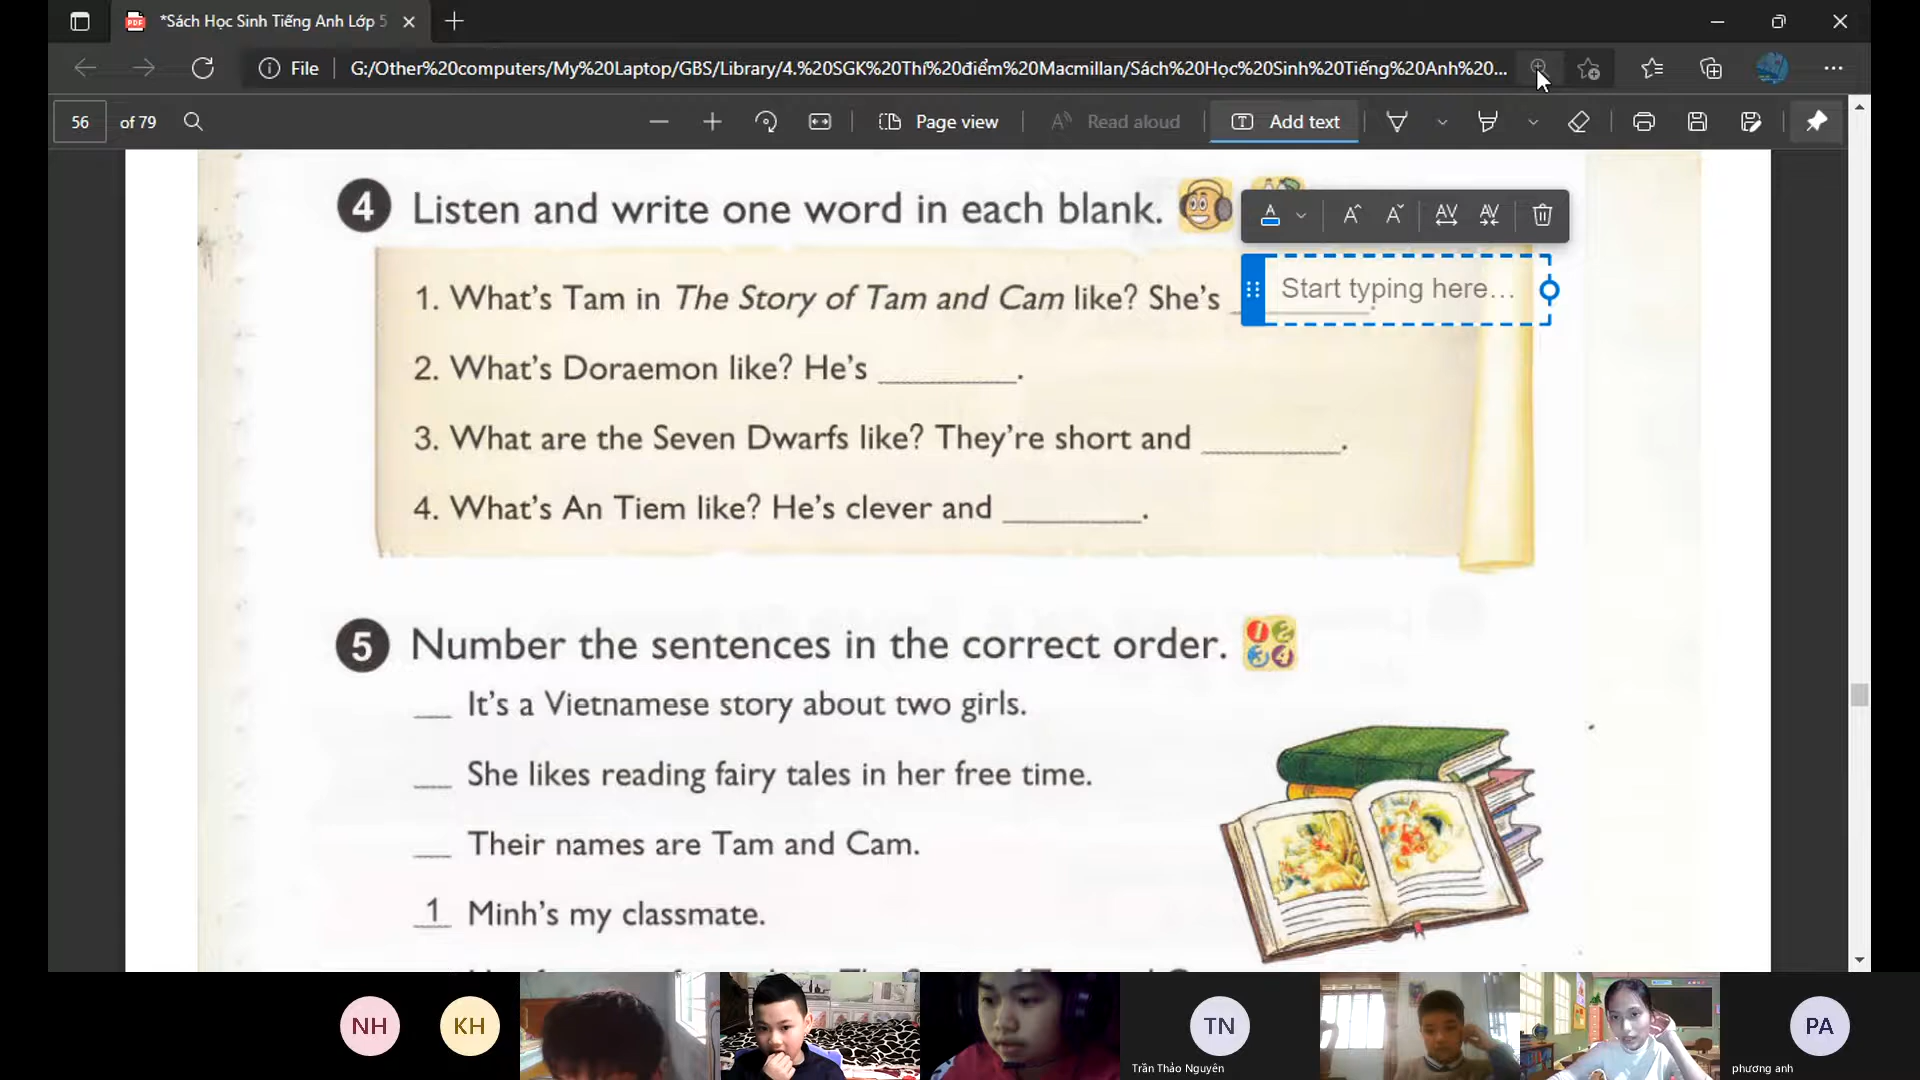 *Sách Học Sinh Tiếng Anh Lớp 5
File
G:/Other%20computers/My%20Laptop/GBS/Library/4.%20SGK%20Thí%20điểm%20Macmillan/Sách%20Học%20Sinh%20Tiếng%20Anh%20...
56 of 79
Page view
Read aloud
Add text
4 Listen and write one word in each blank.
Start typing here...
1. What's Tam in The Story of Tam and Cam like? She's ________.
2. What's Doraemon like? He's ________.
3. What are the Seven Dwarfs like? They're short and ________.
4. What's An Tiem like? He's clever and ________.
5 Number the sentences in the correct order.
1 2
3 4
__ It's a Vietnamese story about two girls.
__ She likes reading fairy tales in her free time.
__ Their names are Tam and Cam.
1 Minh's my classmate.
NH
KH
TN
Trần Thảo Nguyên
PA
phương anh